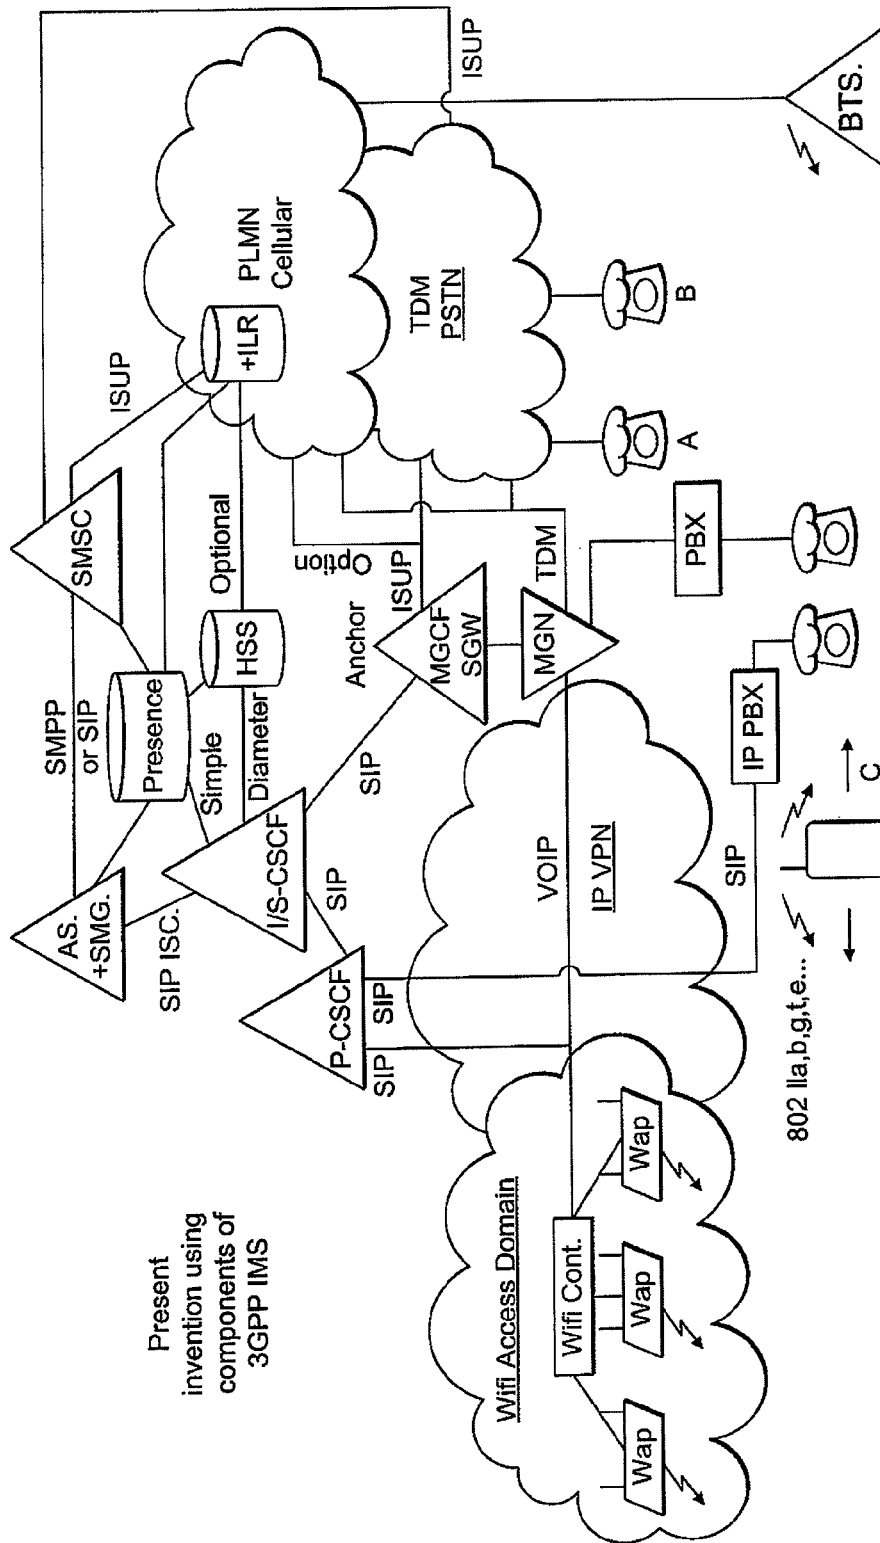 Present
invention using
components of
3GPP IMS
AS.
+SMG.
SMPP
or SIP
SMSC
ISUP
ISUP
SIP ISC.
Presence
Simple
HSS
Diameter
Optional
+ILR
PLMN
Cellular
I/S-CSCF
P-CSCF
SIP
SIP
SIP
SIP
Anchor
MGCF
SGW
ISUP
Option
TDM
PSTN
MGN
TDM
VOIP
IP VPN
Wifi Access Domain
Wifi Cont.
Wap
Wap
Wap
SIP
IP PBX
PBX
A
B
BTS.
802 IIa,b,g,t,e...
C